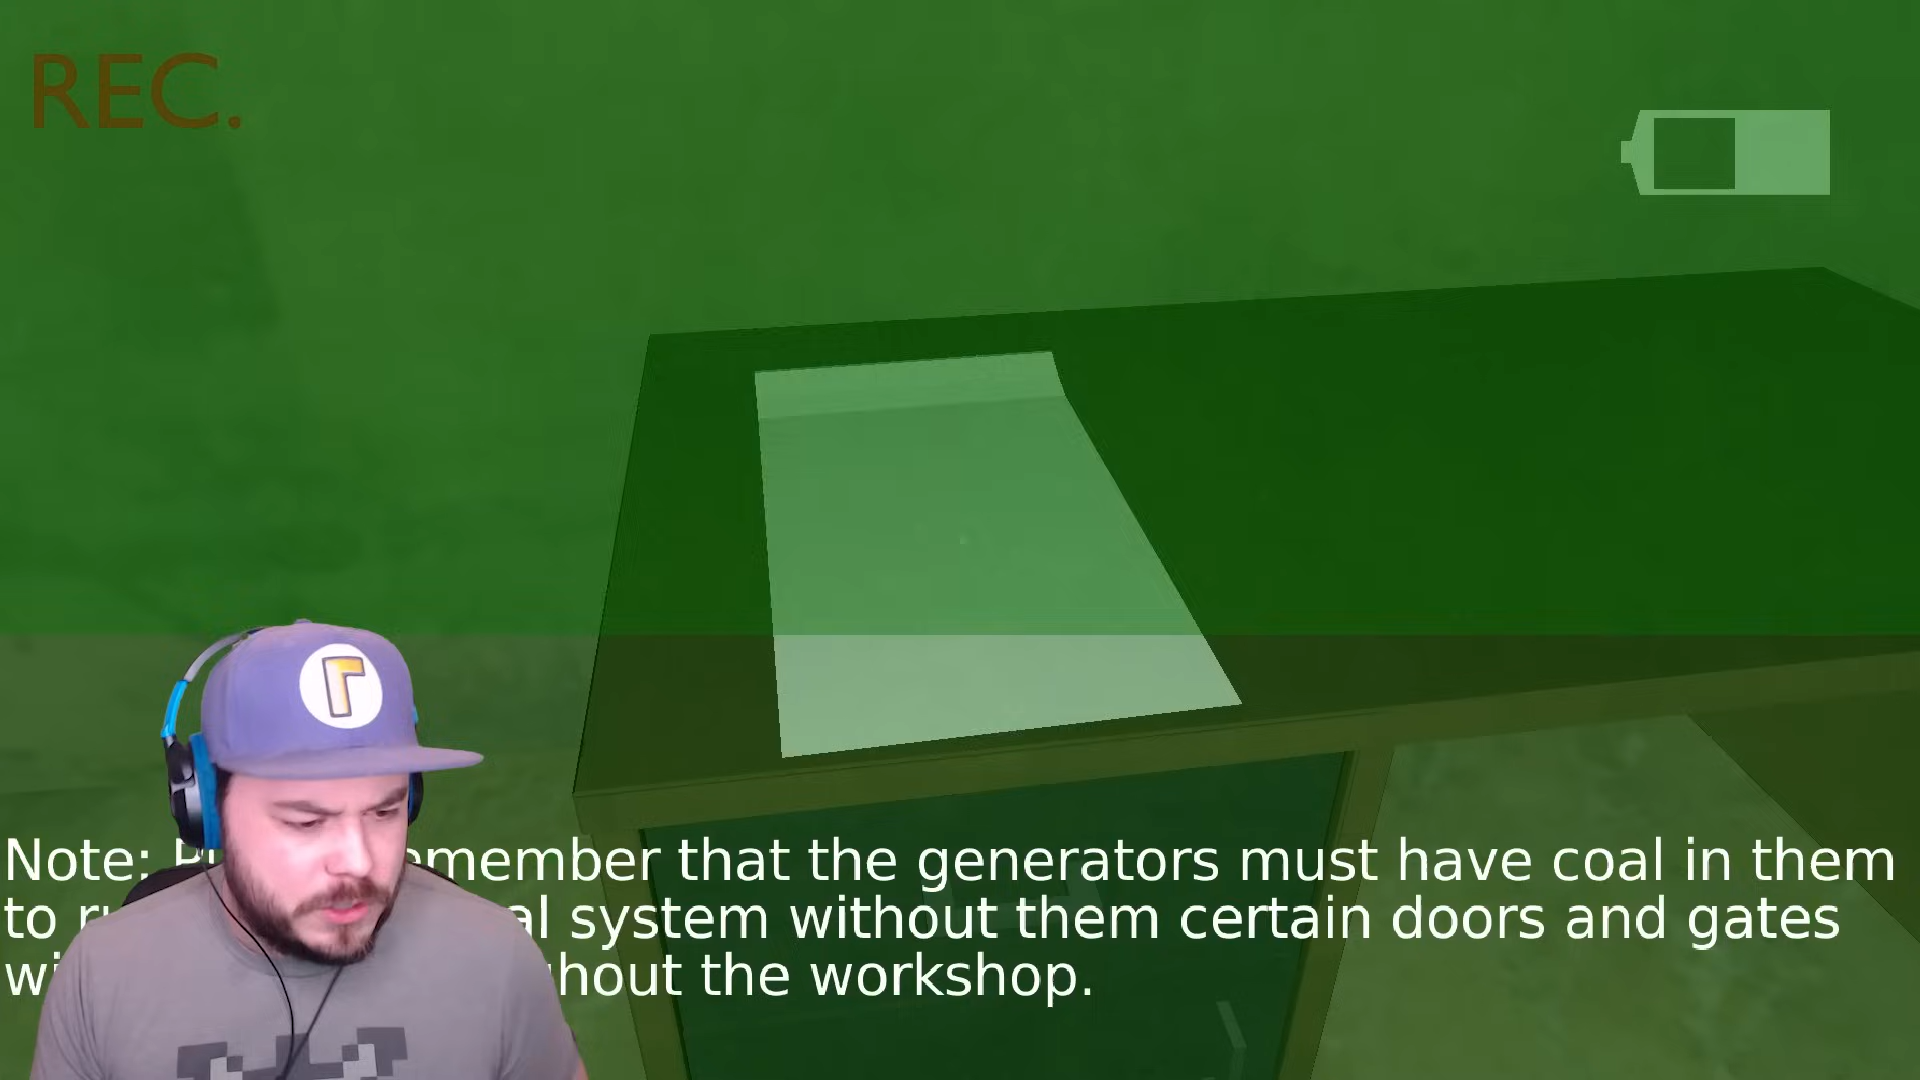 REC.
Note: emember that the generators must have coal in them
to al system without them certain doors and gates
hout the workshop.